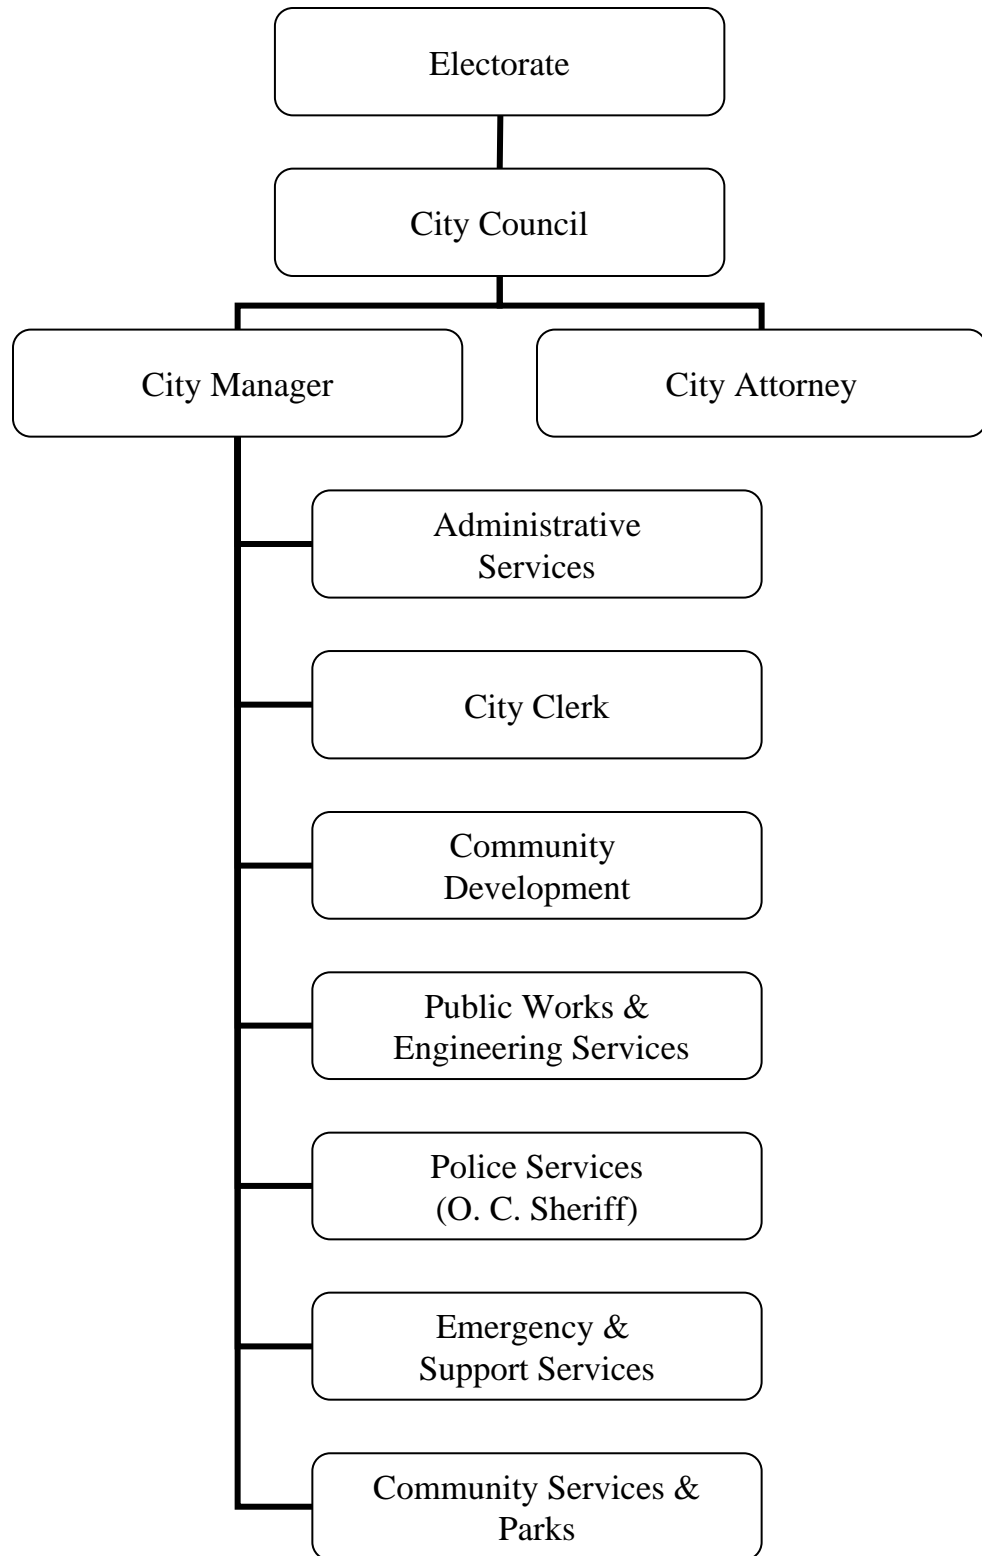 Electorate
City Council
City Manager
City Attorney
Administrative
Services
City Clerk
Community
Development
Public Works &
Engineering Services
Police Services
(O. C. Sheriff)
Emergency &
Support Services
Community Services &
Parks